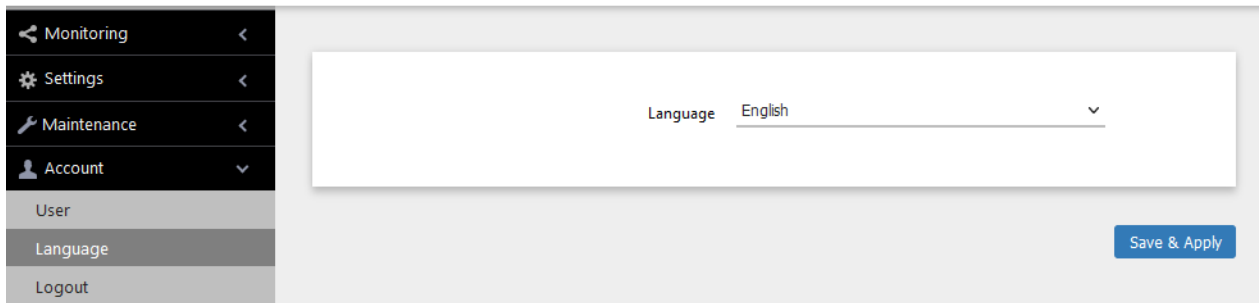 Monitoring
Settings
Maintenance
Account
User
Language
Logout
Language English
Save & Apply